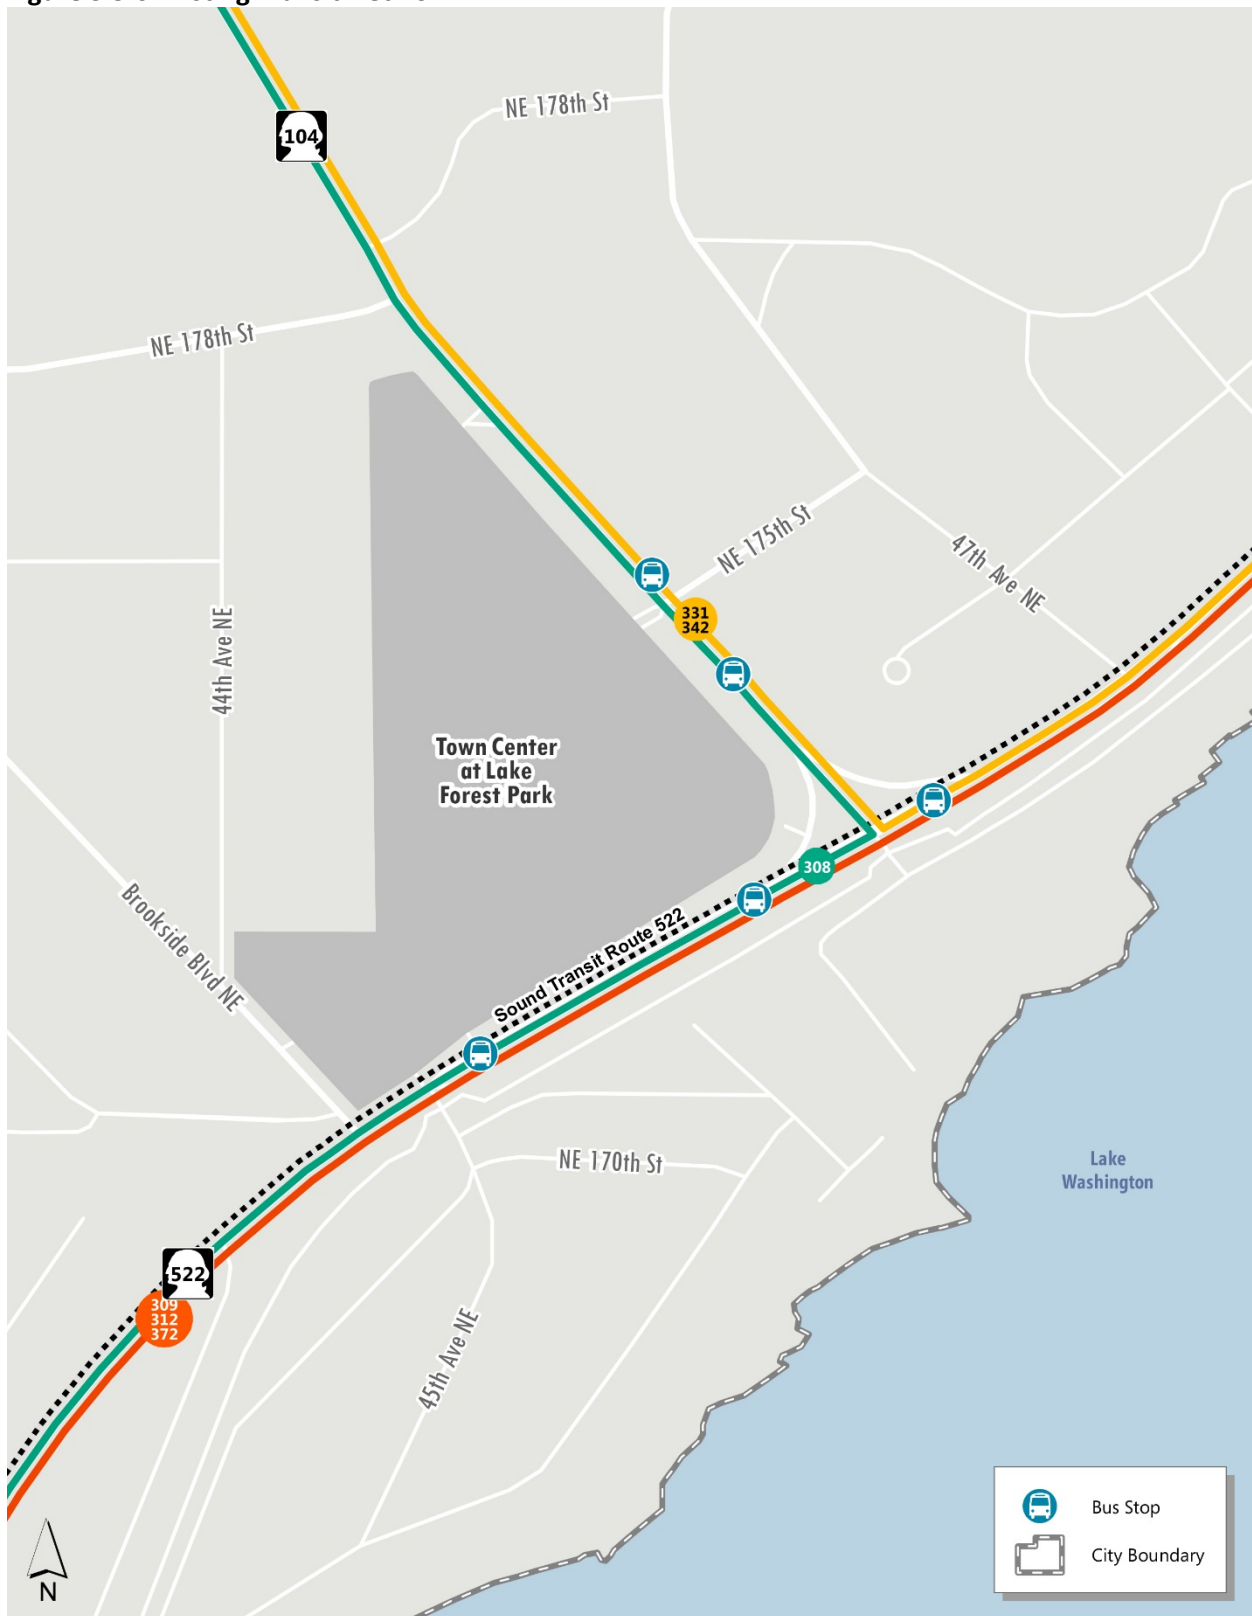 NE 178th St
104
NE 178th St
NE 175th St
47th Ave NE
331
342
44th Ave NE
Town Center
at Lake
Forest Park
308
Brookside Blvd NE
Sound Transit Route 522
NE 170th St
Lake
Washington
522
309
312
372
45th Ave NE
Bus Stop
City Boundary
N